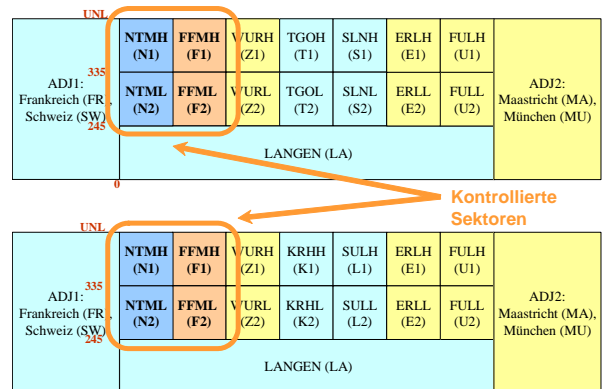 UNL
NTMH FFMH WURH TGOH SLNH ERLH FULH
(N1) (F1) (Z1) (T1) (S1) (E1) (U1)
335
ADJ1:
Frankreich (FR),
Schweiz (SW)
NTML FFML WURL TGOL SLNL ERLL FULL
(N2) (F2) (Z2) (T2) (S2) (E2) (U2)
ADJ2:
Maastricht (MA),
München (MU)
245
LANGEN (LA)
0
Kontrollierte
Sektoren
UNL
NTMH FFMH WURH KRHH SULH ERLH FULH
(N1) (F1) (Z1) (K1) (L1) (E1) (U1)
335
ADJ1:
Frankreich (FR),
Schweiz (SW)
NTML FFML WURL KRHL SULL ERLL FULL
(N2) (F2) (Z2) (K2) (L2) (E2) (U2)
ADJ2:
Maastricht (MA),
München (MU)
245
LANGEN (LA)